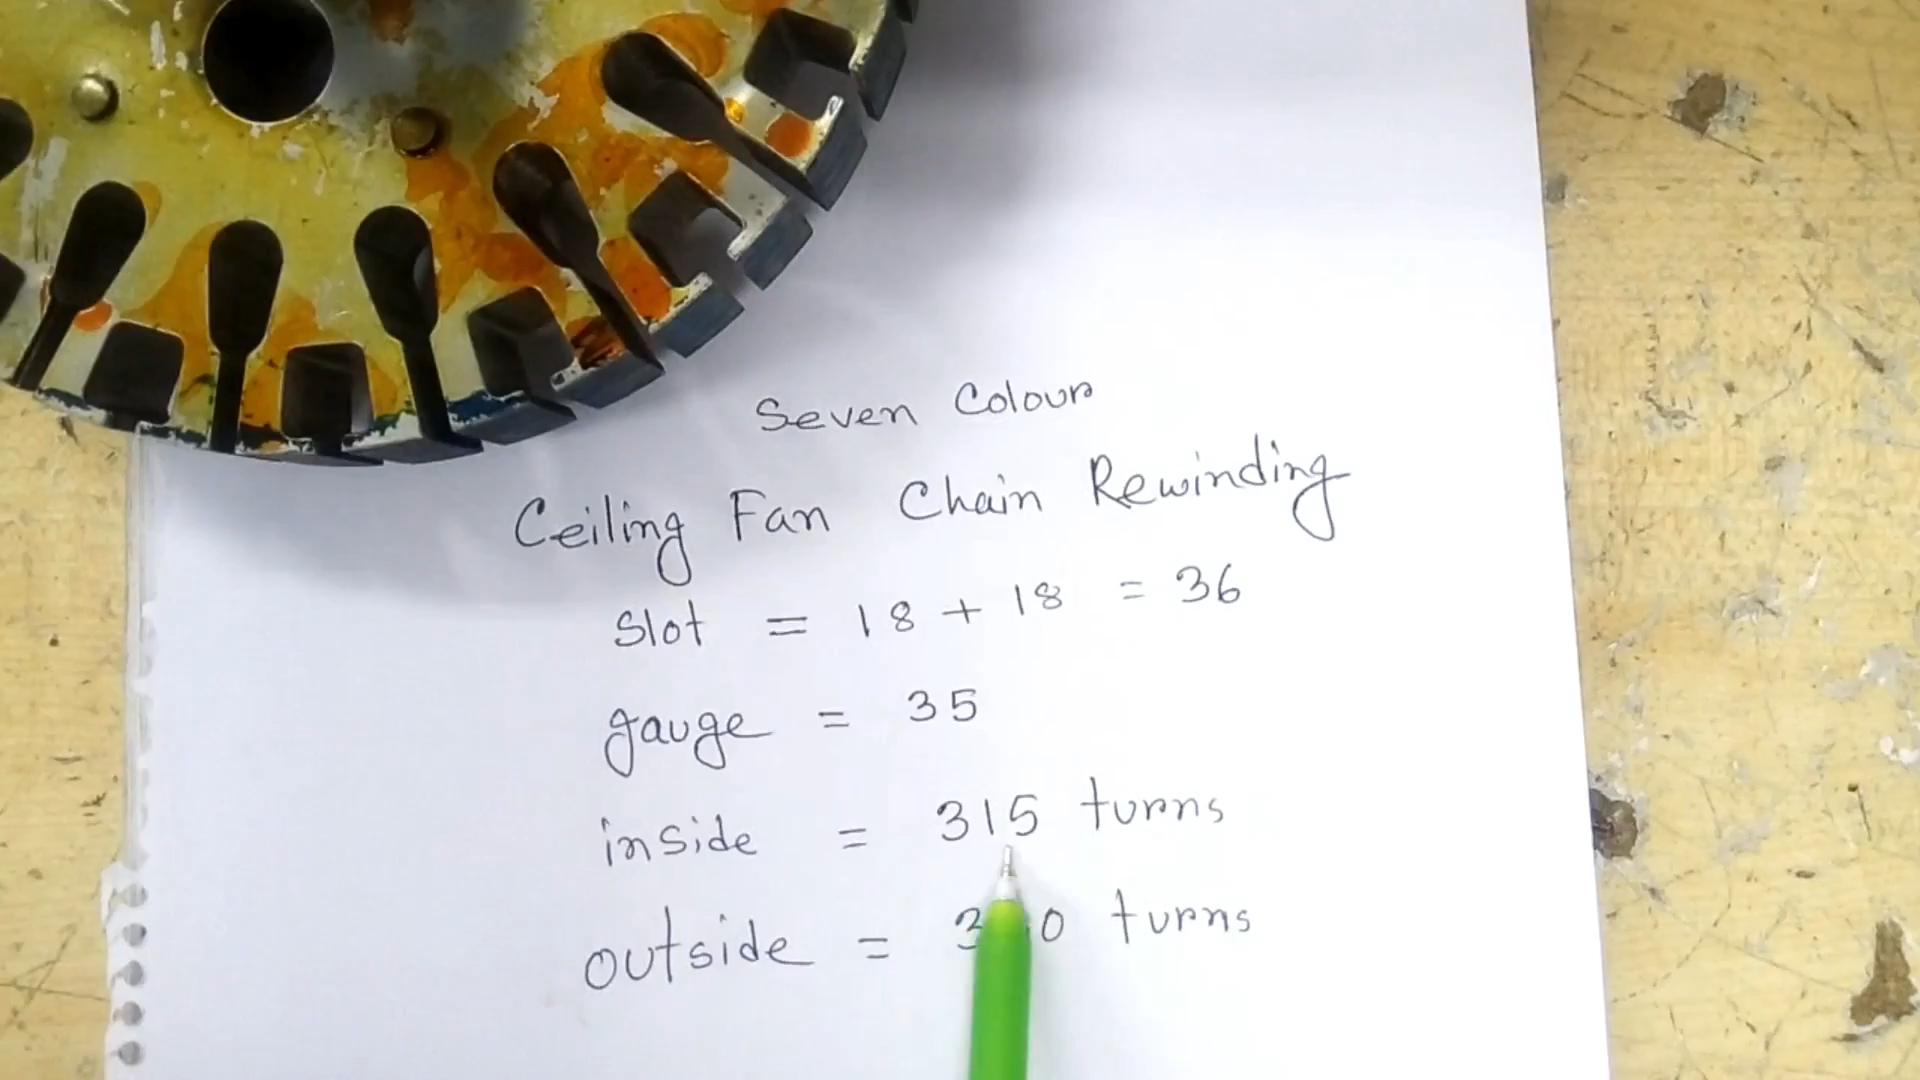 Seven Colour
Ceiling Fan Chain Rewinding
Slot = 18 + 18 = 36
gauge = 35
inside = 315 turns
outside = turns